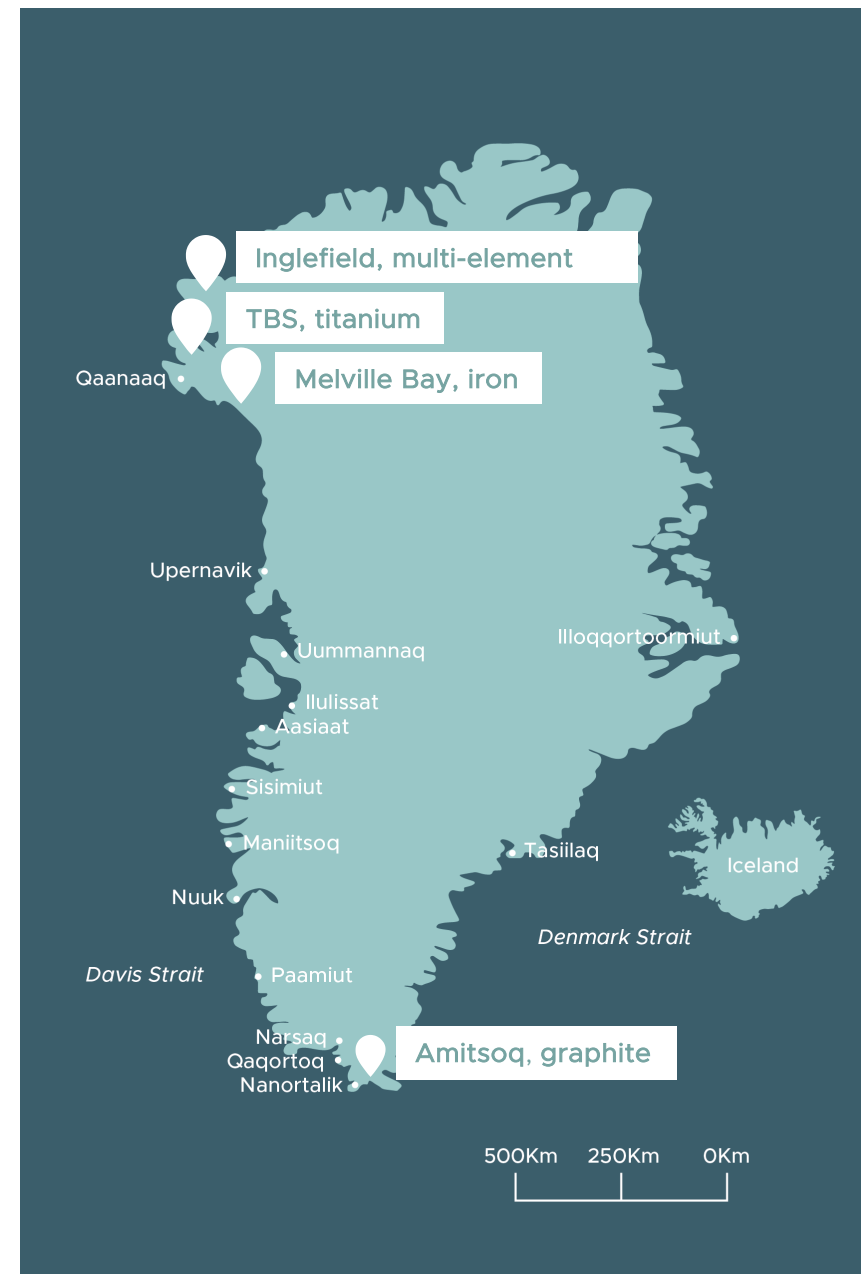 Inglefield, multi-element
TBS, titanium
Melville Bay, iron
Qaanaaq
Upernavik
Illoqqortoormiut
Uummannaq
Ilulissat
Aasiaat
Sisimiut
Maniitsoq
Tasiilaq
Iceland
Nuuk
Denmark Strait
Davis Strait
Paamiut
Narsaq
Amitsoq, graphite
Qaqortoq
Nanortalik
500Km 250Km 0Km